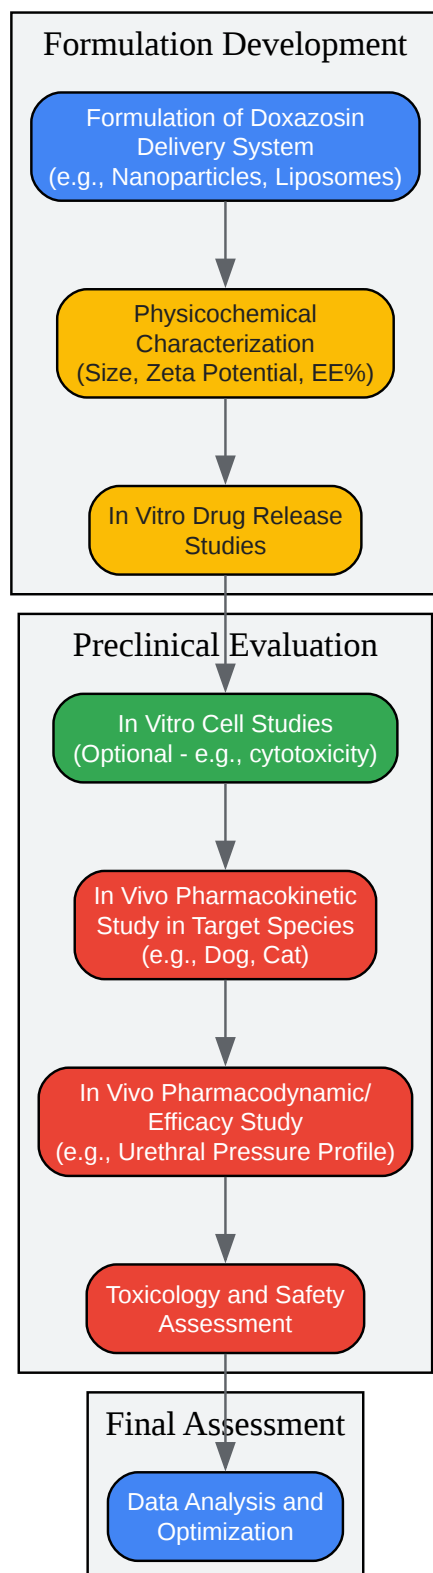 Formulation Development
Formulation of Doxazosin
Delivery System
(e.g., Nanoparticles, Liposomes)
Physicochemical
Characterization
(Size, Zeta Potential, EE%)
In Vitro Drug Release
Studies
Preclinical Evaluation
In Vitro Cell Studies
(Optional - e.g., cytotoxicity)
In Vivo Pharmacokinetic
Study in Target Species
(e.g., Dog, Cat)
In Vivo Pharmacodynamic/
Efficacy Study
(e.g., Urethral Pressure Profile)
Toxicology and Safety
Assessment
Final Assessment
Data Analysis and
Optimization